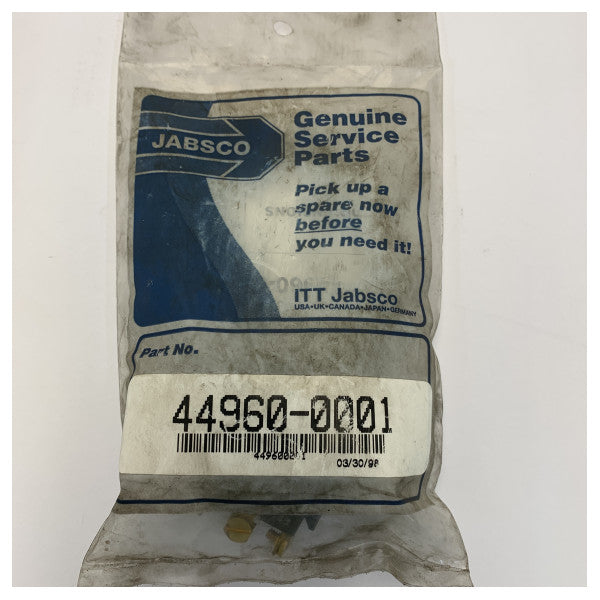 JABSCO
Genuine
Service
Parts
Pick up a
spare now
before
you need it!
ITT Jabsco
USA•UK•CANADA•JAPAN•GERMANY
Part No.
44960-0001
03/30/98